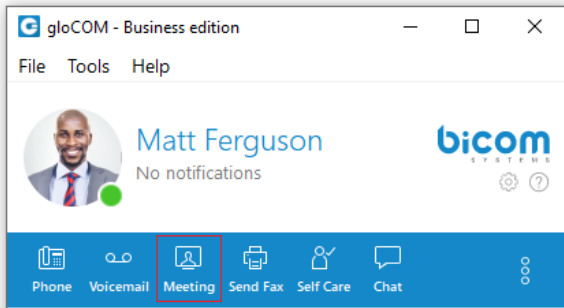 gloCOM - Business edition
File Tools Help
Matt Ferguson
No notifications
bicom
SYSTEMS
Phone Voicemail Meeting Send Fax Self Care Chat